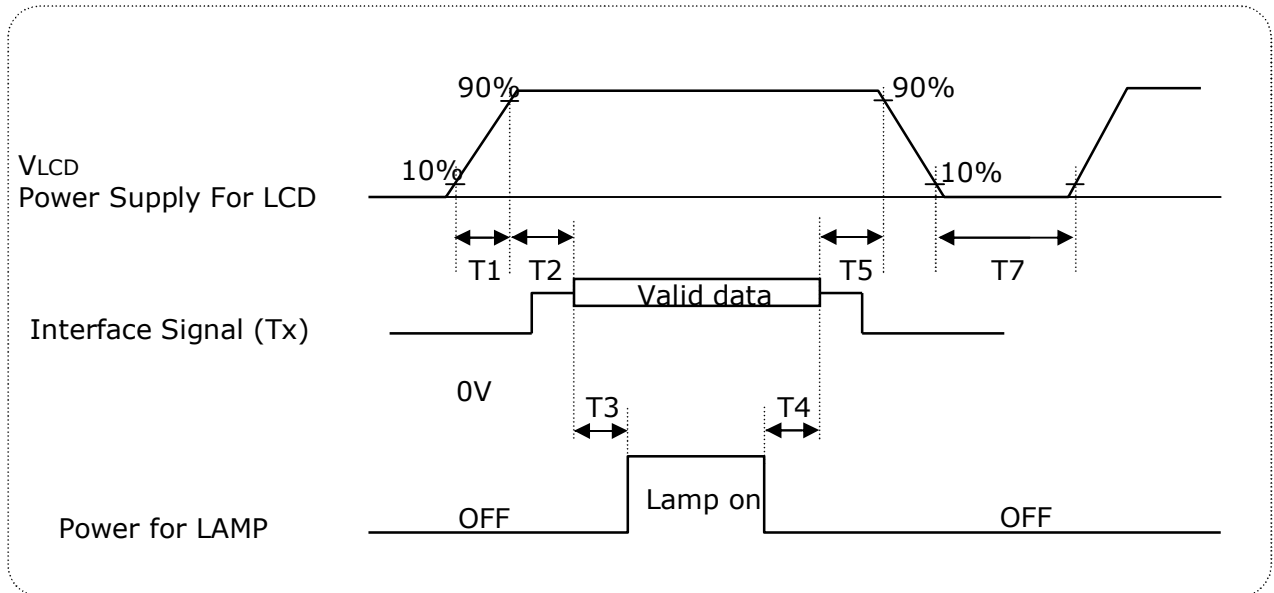 90%
90%
VLCD
10%
10%
Power Supply For LCD
T1
T2
T5
T7
Valid data
Interface Signal (Tx)
0V
T3
T4
Lamp on
Power for LAMP
OFF
OFF